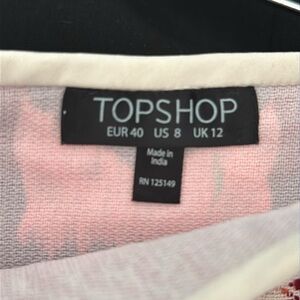 TOPSHOP
EUR 40 US 8 UK 12
Made in
India
RN 125149